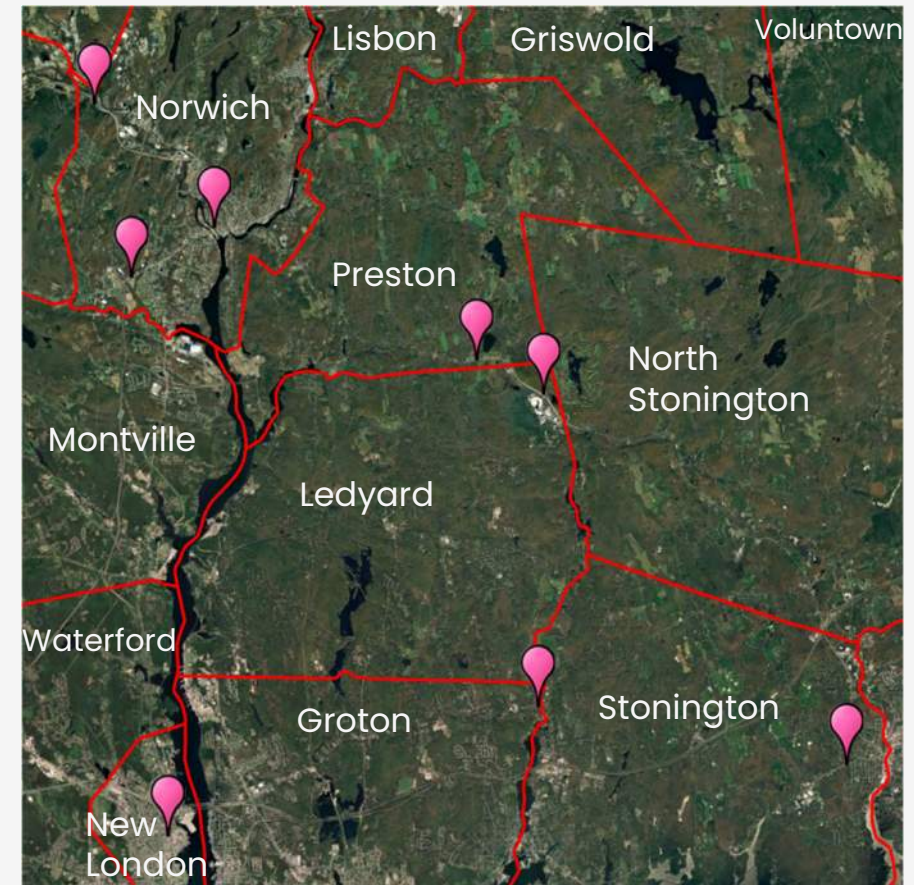 Lisbon
Griswold
Voluntown
Norwich
Preston
North
Stonington
Montville
Ledyard
Waterford
Groton
Stonington
New
London